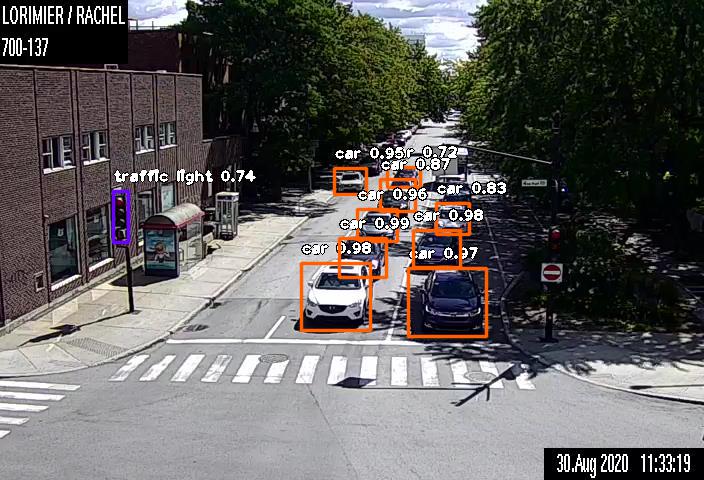 LORIMIER / RACHEL
700-137
car 0.95
r 0.72
car 0.87
traffic light 0.74
car 0.96
car 0.83
car 0.99
car 0.98
car 0.98
car 0.97
30.Aug 2020 11:33:19